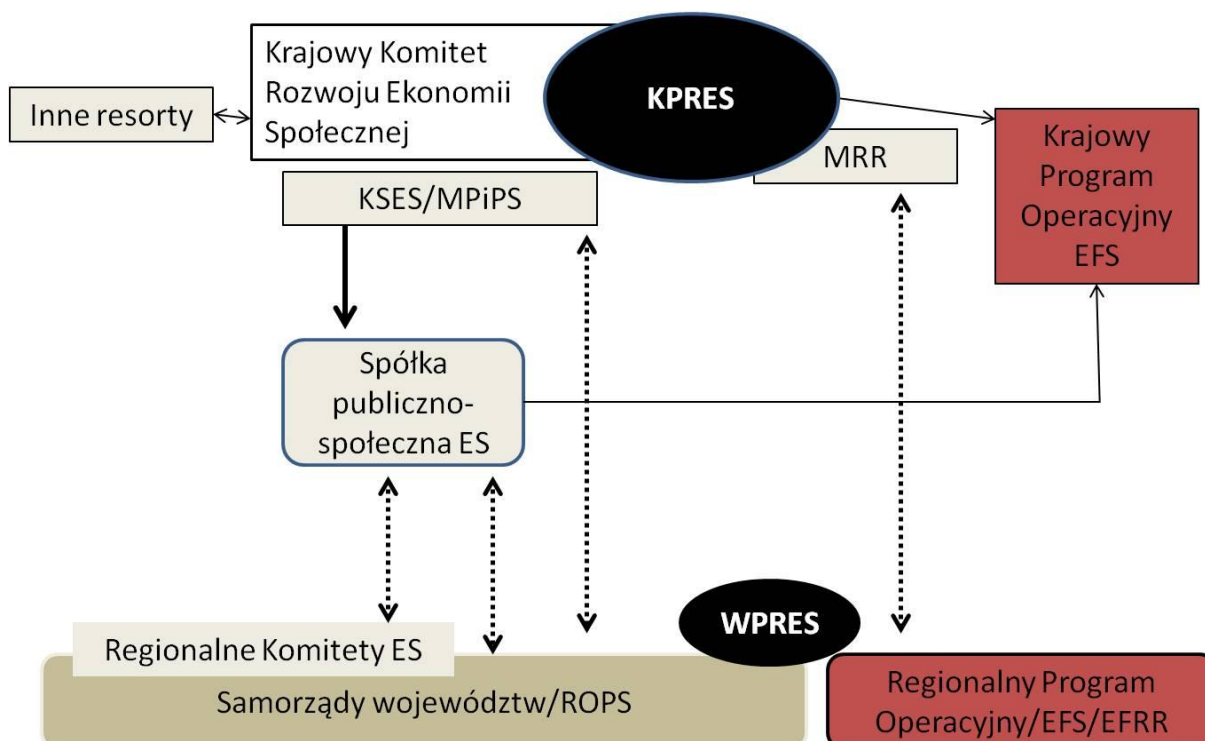 Krajowy Komitet
Rozwoju Ekonomii
Społecznej
KPRES
Inne resorty
MRR
Krajowy
Program
Operacyjny
EFS
KSES/MPiPS
Spółka
publiczno-
społeczna ES
WPRES
Regionalne Komitety ES
Samorządy województw/ROPS
Regionalny Program
Operacyjny/EFS/EFRR